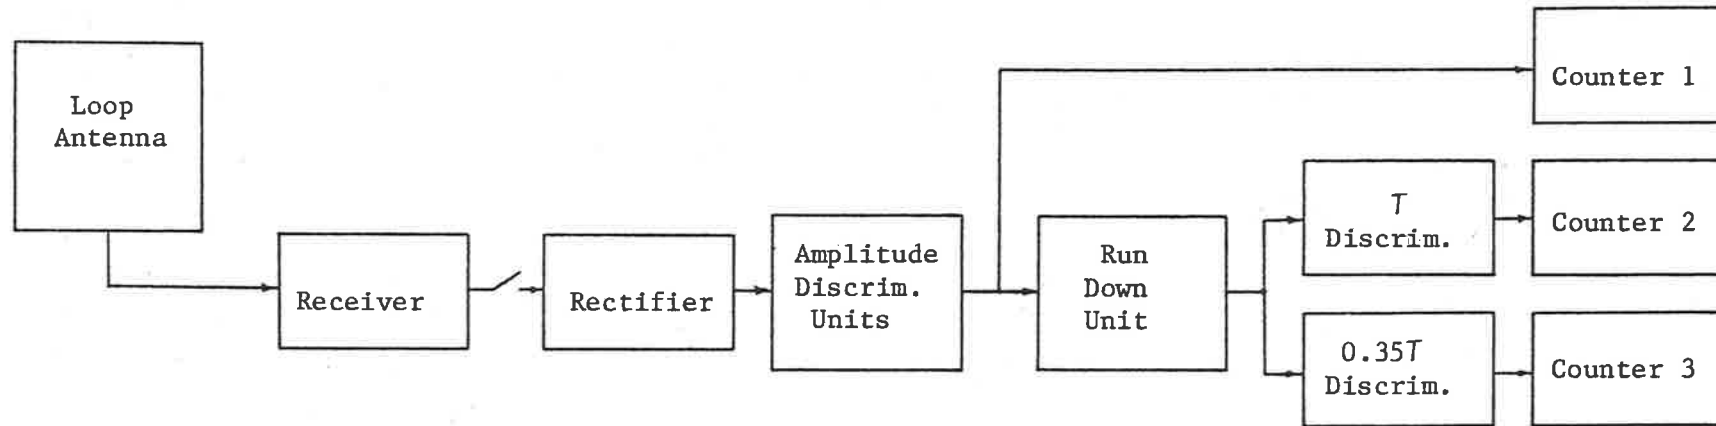 Loop
Antenna
Receiver
Rectifier
Amplitude
Discrim.
Units
Run
Down
Unit
T
Discrim.
0.35T
Discrim.
Counter 1
Counter 2
Counter 3